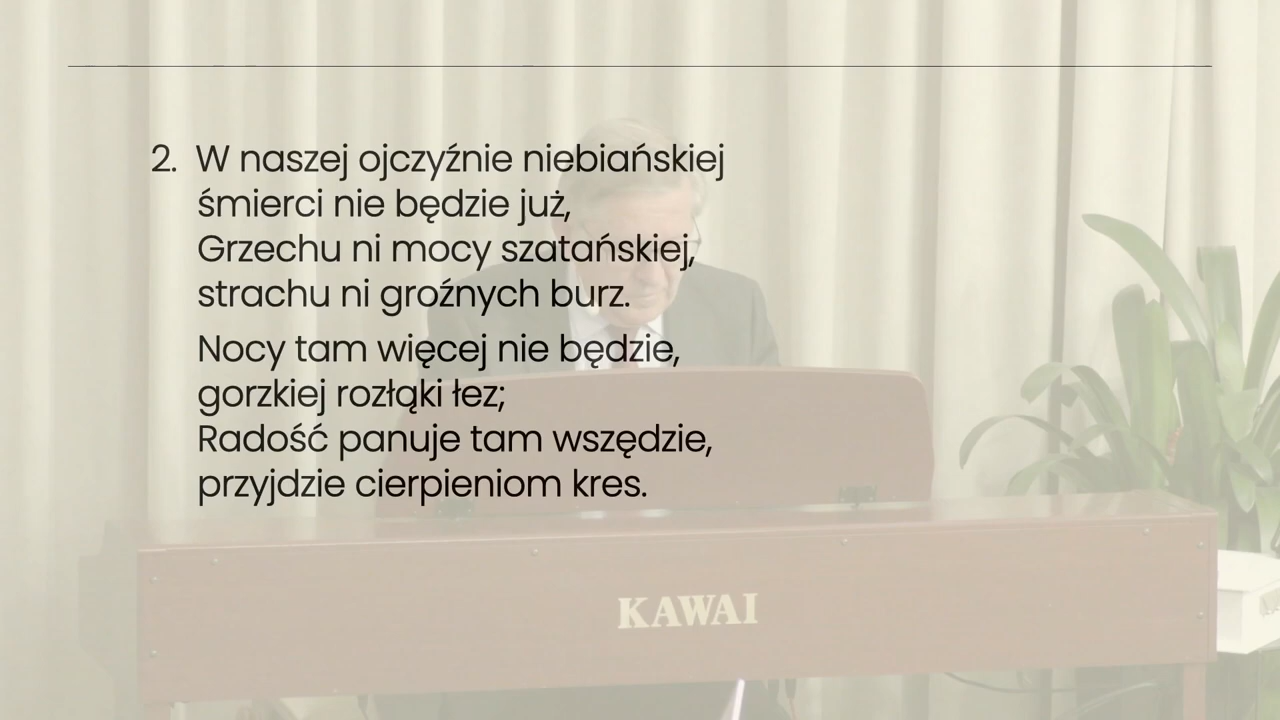 2. W naszej ojczyźnie niebiańskiej
śmierci nie będzie już,
Grzechu ni mocy szatańskiej,
strachu ni groźnych burz.
Nocy tam więcej nie będzie,
gorzkiej rozłąki łez;
Radość panuje tam wszędzie,
przyjdzie cierpieniom kres.
KAWAI